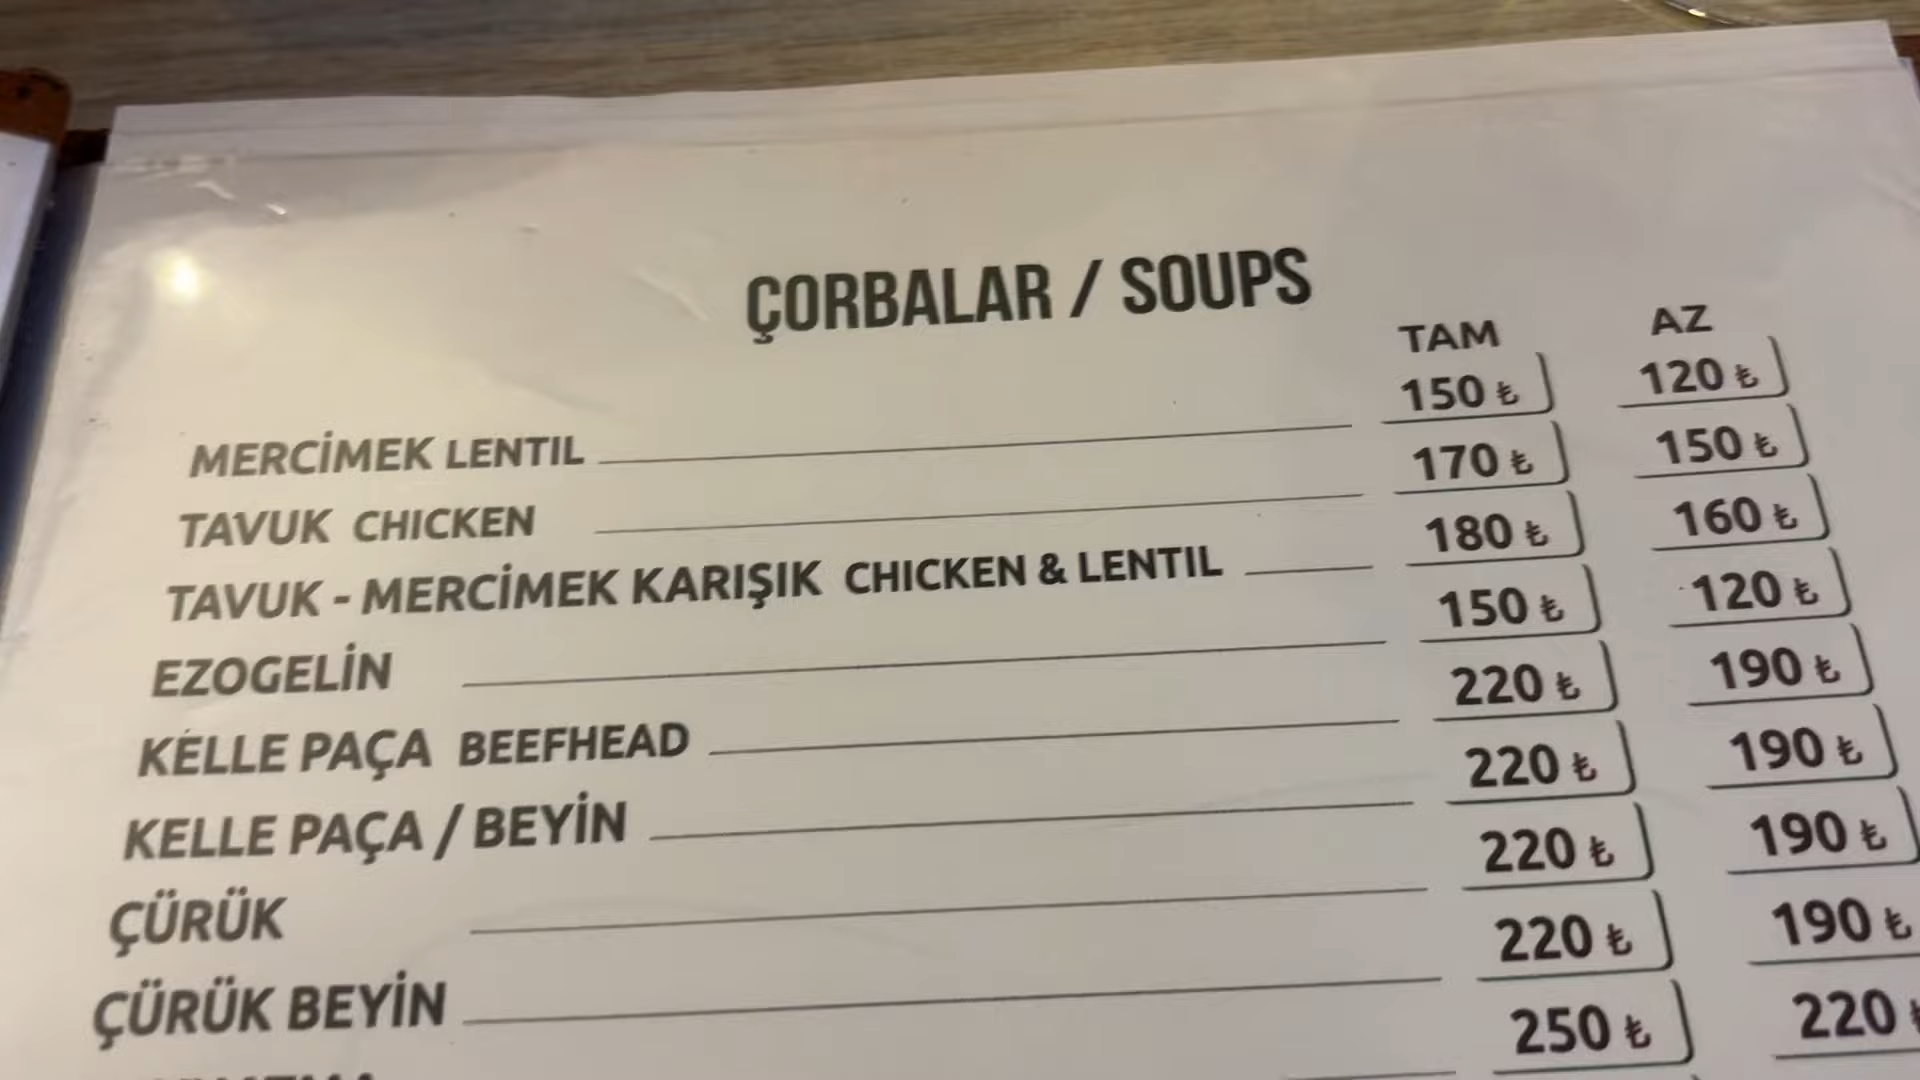 ÇORBALAR / SOUPS
TAM AZ
MERCİMEK LENTIL 150 ₺ 120 ₺
TAVUK CHICKEN 170 ₺ 150 ₺
TAVUK - MERCİMEK KARIŞIK CHICKEN & LENTIL 180 ₺ 160 ₺
EZOGELİN 150 ₺ 120 ₺
KELLE PAÇA BEEFHEAD 220 ₺ 190 ₺
KELLE PAÇA / BEYİN 220 ₺ 190 ₺
ÇÜRÜK 220 ₺ 190 ₺
ÇÜRÜK BEYİN 220 ₺ 190 ₺
250 ₺ 220 ₺